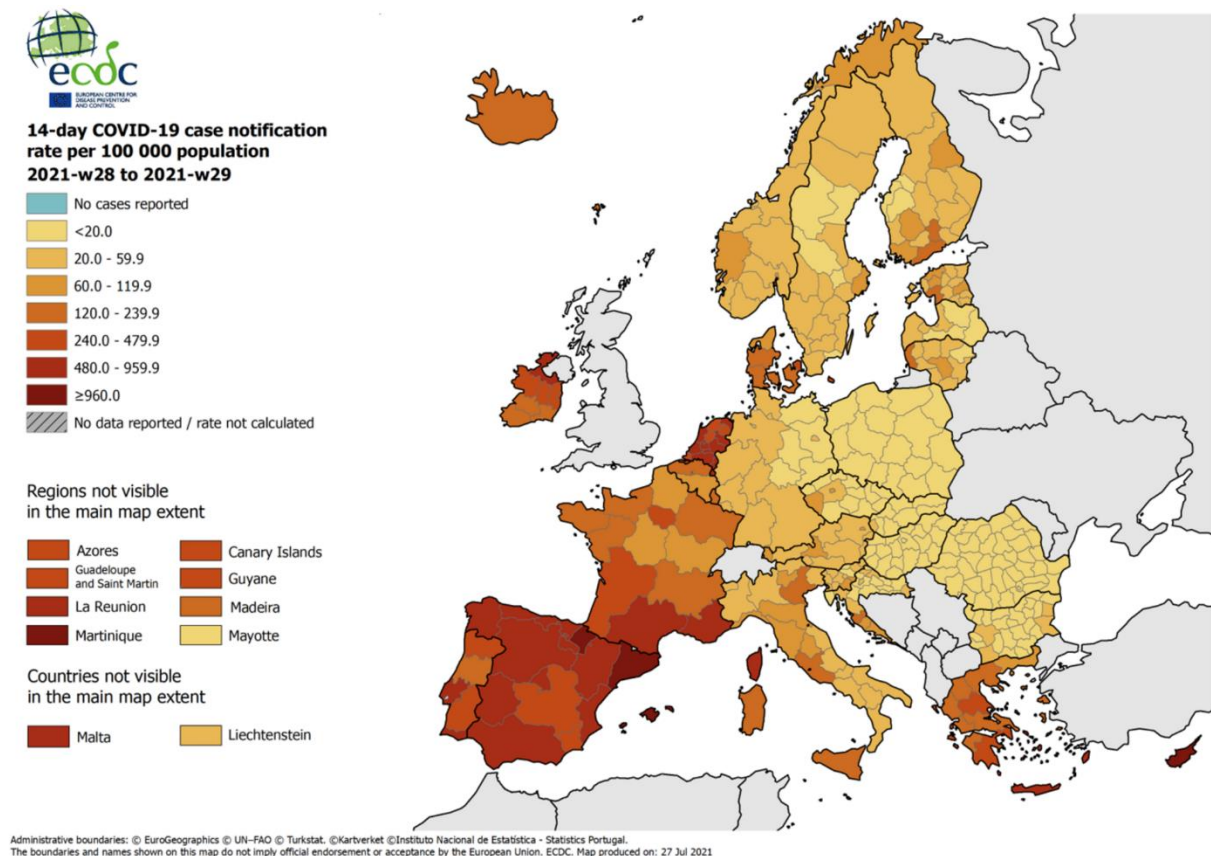 ecdc
EUROPEAN CENTRE FOR
DISEASE PREVENTION
AND CONTROL
14-day COVID-19 case notification
rate per 100 000 population
2021-w28 to 2021-w29
No cases reported
<20.0
20.0 - 59.9
60.0 - 119.9
120.0 - 239.9
240.0 - 479.9
480.0 - 959.9
≥960.0
No data reported / rate not calculated
Regions not visible
in the main map extent
Azores
Canary Islands
Guadeloupe
and Saint Martin
Guyane
La Reunion
Madeira
Martinique
Mayotte
Countries not visible
in the main map extent
Malta
Liechtenstein
Administrative boundaries: © EuroGeographics © UN–FAO © Turkstat. ©Kartverket ©Instituto Nacional de Estatística - Statistics Portugal.
The boundaries and names shown on this map do not imply official endorsement or acceptance by the European Union. ECDC. Map produced on: 27 Jul 2021